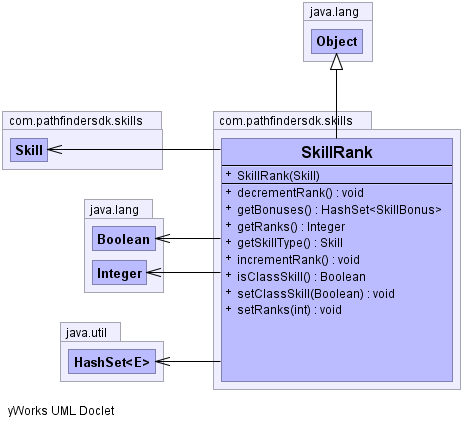 java.lang
Object
com.pathfindersdk.skills
Skill
com.pathfindersdk.skills
SkillRank
+ SkillRank(Skill)
+ decrementRank() : void
+ getBonuses() : HashSet<SkillBonus>
+ getRanks() : Integer
+ getSkillType() : Skill
+ incrementRank() : void
+ isClassSkill() : Boolean
+ setClassSkill(Boolean) : void
+ setRanks(int) : void
java.lang
Boolean
Integer
java.util
HashSet<E>
yWorks UML Doclet